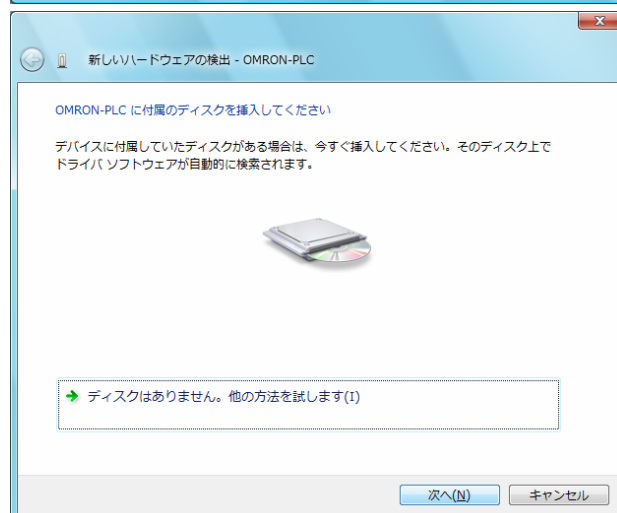 新しいハードウェアの検出 - OMRON-PLC
OMRON-PLC に付属のディスクを挿入してください
デバイスに付属していたディスクがある場合は、今すぐ挿入してください。そのディスク上で
ドライバ ソフトウェアが自動的に検索されます。
ディスクはありません。他の方法を試します(I)
次へ(N)
キャンセル